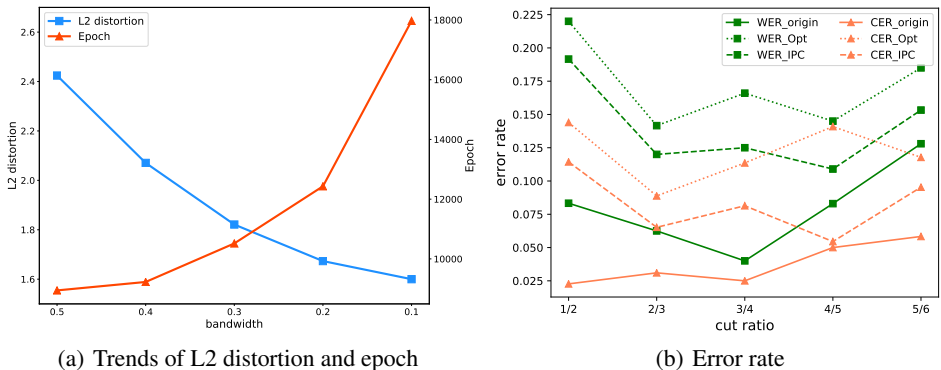 L2 distortion
Epoch
2.6
2.4
2.2
2.0
1.8
1.6
L2 distortion
18000
16000
14000
12000
10000
Epoch
0.5 0.4 0.3 0.2 0.1
bandwidth
(a) Trends of L2 distortion and epoch
WER_origin CER_origin
WER_Opt CER_Opt
WER_IPC CER_IPC
0.225
0.200
0.175
0.150
0.125
0.100
0.075
0.050
0.025
error rate
1/2 2/3 3/4 4/5 5/6
cut ratio
(b) Error rate